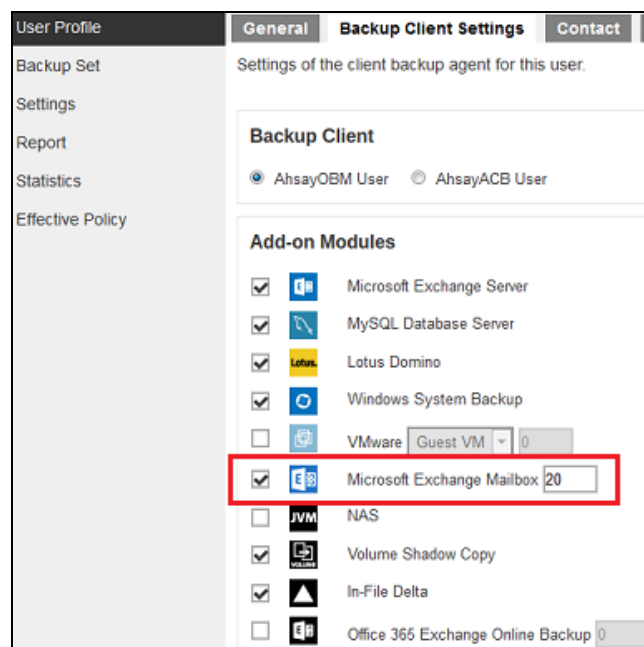 User Profile
General Backup Client Settings Contact
Backup Set
Settings of the client backup agent for this user.
Settings
Report
Backup Client
Statistics
AhsayOBM User AhsayACB User
Effective Policy
Add-on Modules
Microsoft Exchange Server
MySQL Database Server
Lotus. Lotus Domino
Windows System Backup
VMware Guest VM 0
Microsoft Exchange Mailbox 20
JVM NAS
VOLUME Volume Shadow Copy
In-File Delta
Office 365 Exchange Online Backup 0